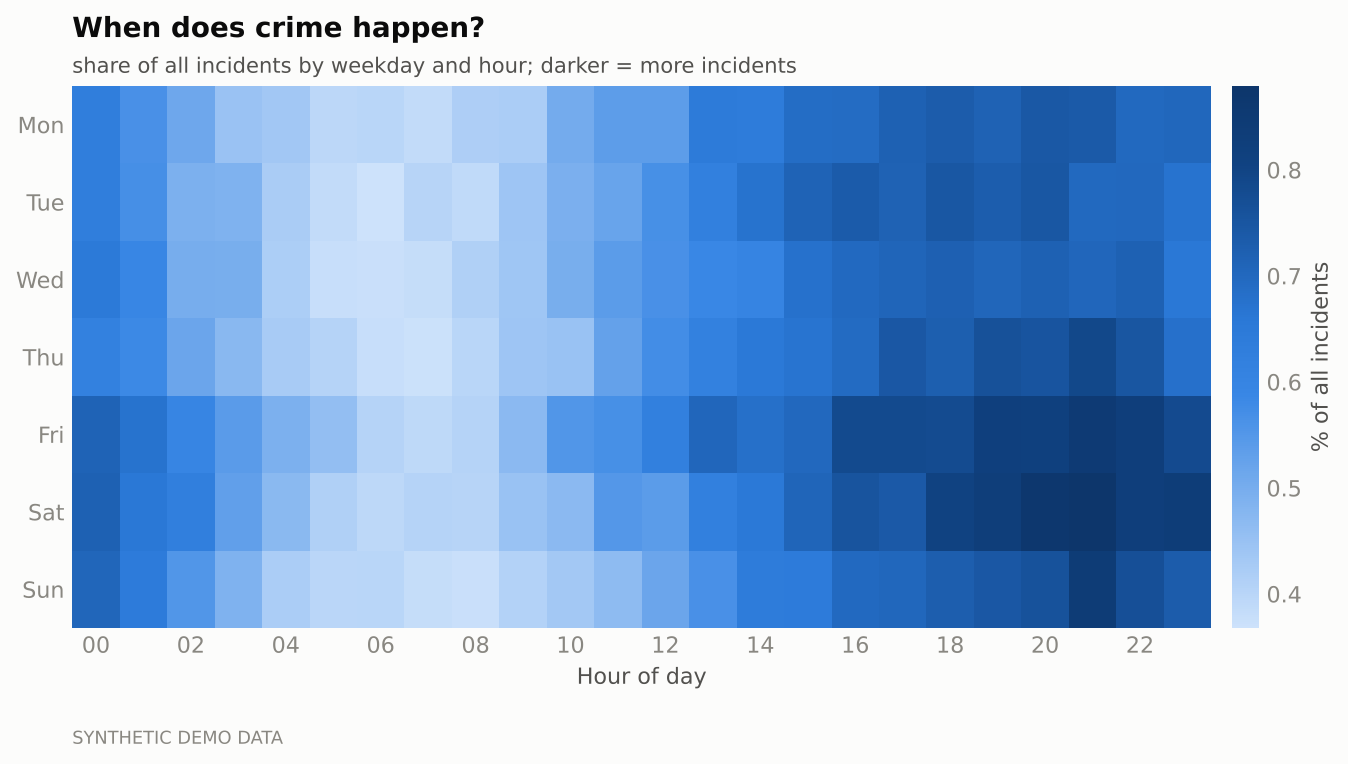 When does crime happen?
share of all incidents by weekday and hour; darker = more incidents
Mon
Tue
Wed
Thu
Fri
Sat
Sun
00 02 04 06 08 10 12 14 16 18 20 22
Hour of day
0.8
0.7
0.6
0.5
0.4
% of all incidents
SYNTHETIC DEMO DATA